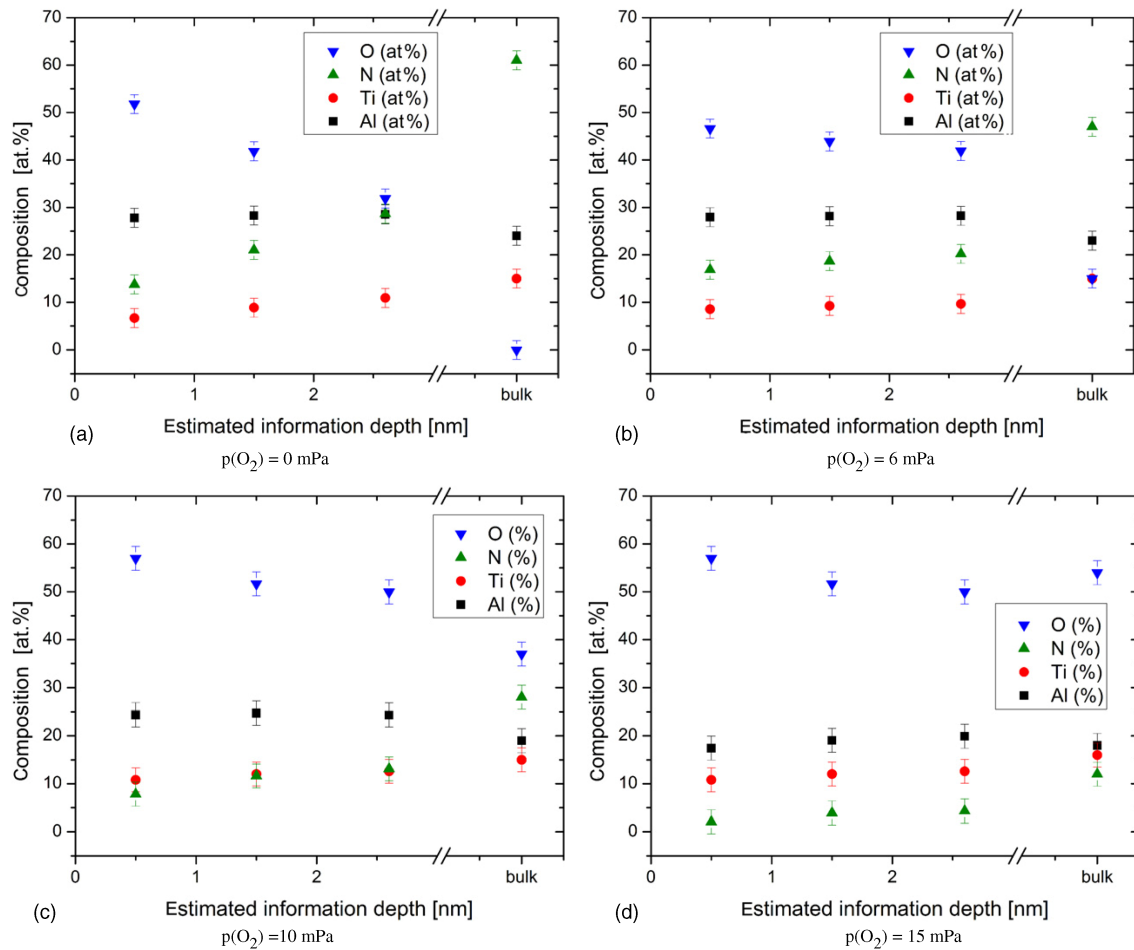 70
60
50
40
30
20
10
0
Composition [at.%]
O (at%)
N (at%)
Ti (at%)
Al (at%)
0
1
2
bulk
Estimated information depth [nm]
(a)
p(O₂) = 0 mPa
70
60
50
40
30
20
10
0
Composition [at.%]
O (at%)
N (at%)
Ti (at%)
Al (at%)
0
1
2
bulk
Estimated information depth [nm]
(b)
p(O₂) = 6 mPa
70
60
50
40
30
20
10
0
Composition [at.%]
O (%)
N (%)
Ti (%)
Al (%)
0
1
2
bulk
Estimated information depth [nm]
(c)
p(O₂) =10 mPa
70
60
50
40
30
20
10
0
Composition [at.%]
O (%)
N (%)
Ti (%)
Al (%)
0
1
2
bulk
Estimated information depth [nm]
(d)
p(O₂) = 15 mPa